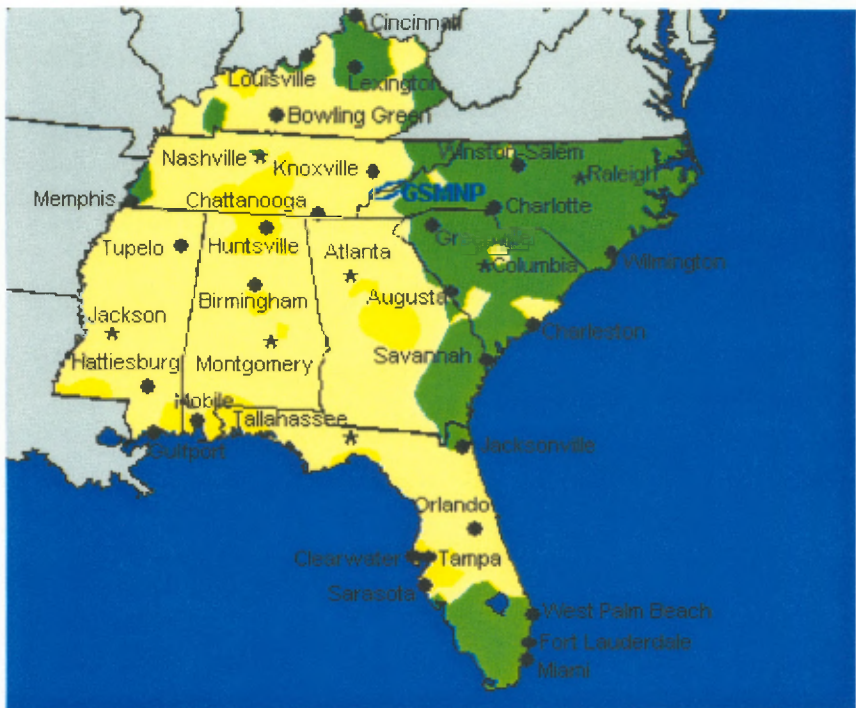 Cincinnati
Louisville
Lexington
Bowling Green
Winston-Salem
Nashville
Knoxville
Raleigh
GSMNP
Memphis
Chattanooga
Charlotte
Tupelo
Huntsville
Atlanta
Columbia
Wilmington
Birmingham
Augusta
Jackson
Charleston
Hattiesburg
Montgomery
Savannah
Mobile
Tallahassee
Gulfport
Jacksonville
Orlando
Clearwater
Tampa
Sarasota
West Palm Beach
Fort Lauderdale
Miami